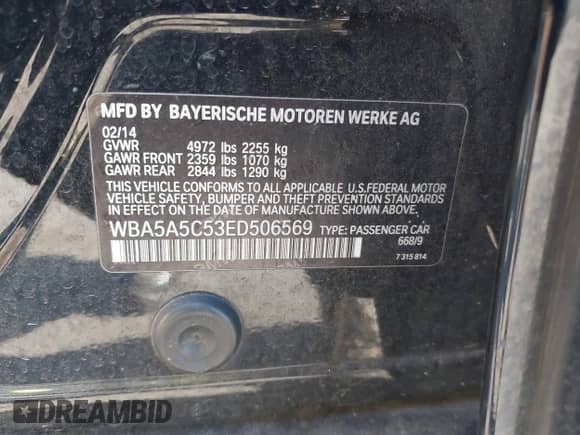 MFD BY BAYERISCHE MOTOREN WERKE AG
02/14
GVWR 4972 lbs 2255 kg
GAWR FRONT 2359 lbs 1070 kg
GAWR REAR 2844 lbs 1290 kg
THIS VEHICLE CONFORMS TO ALL APPLICABLE U.S.FEDERAL MOTOR
VEHICLE SAFETY, BUMPER, AND THEFT PREVENTION STANDARDS
IN EFFECT ON THE DATE OF MANUFACTURE SHOWN ABOVE.
WBA5A5C53ED506569 TYPE: PASSENGER CAR
668/9
7 315 814
DREAMBID